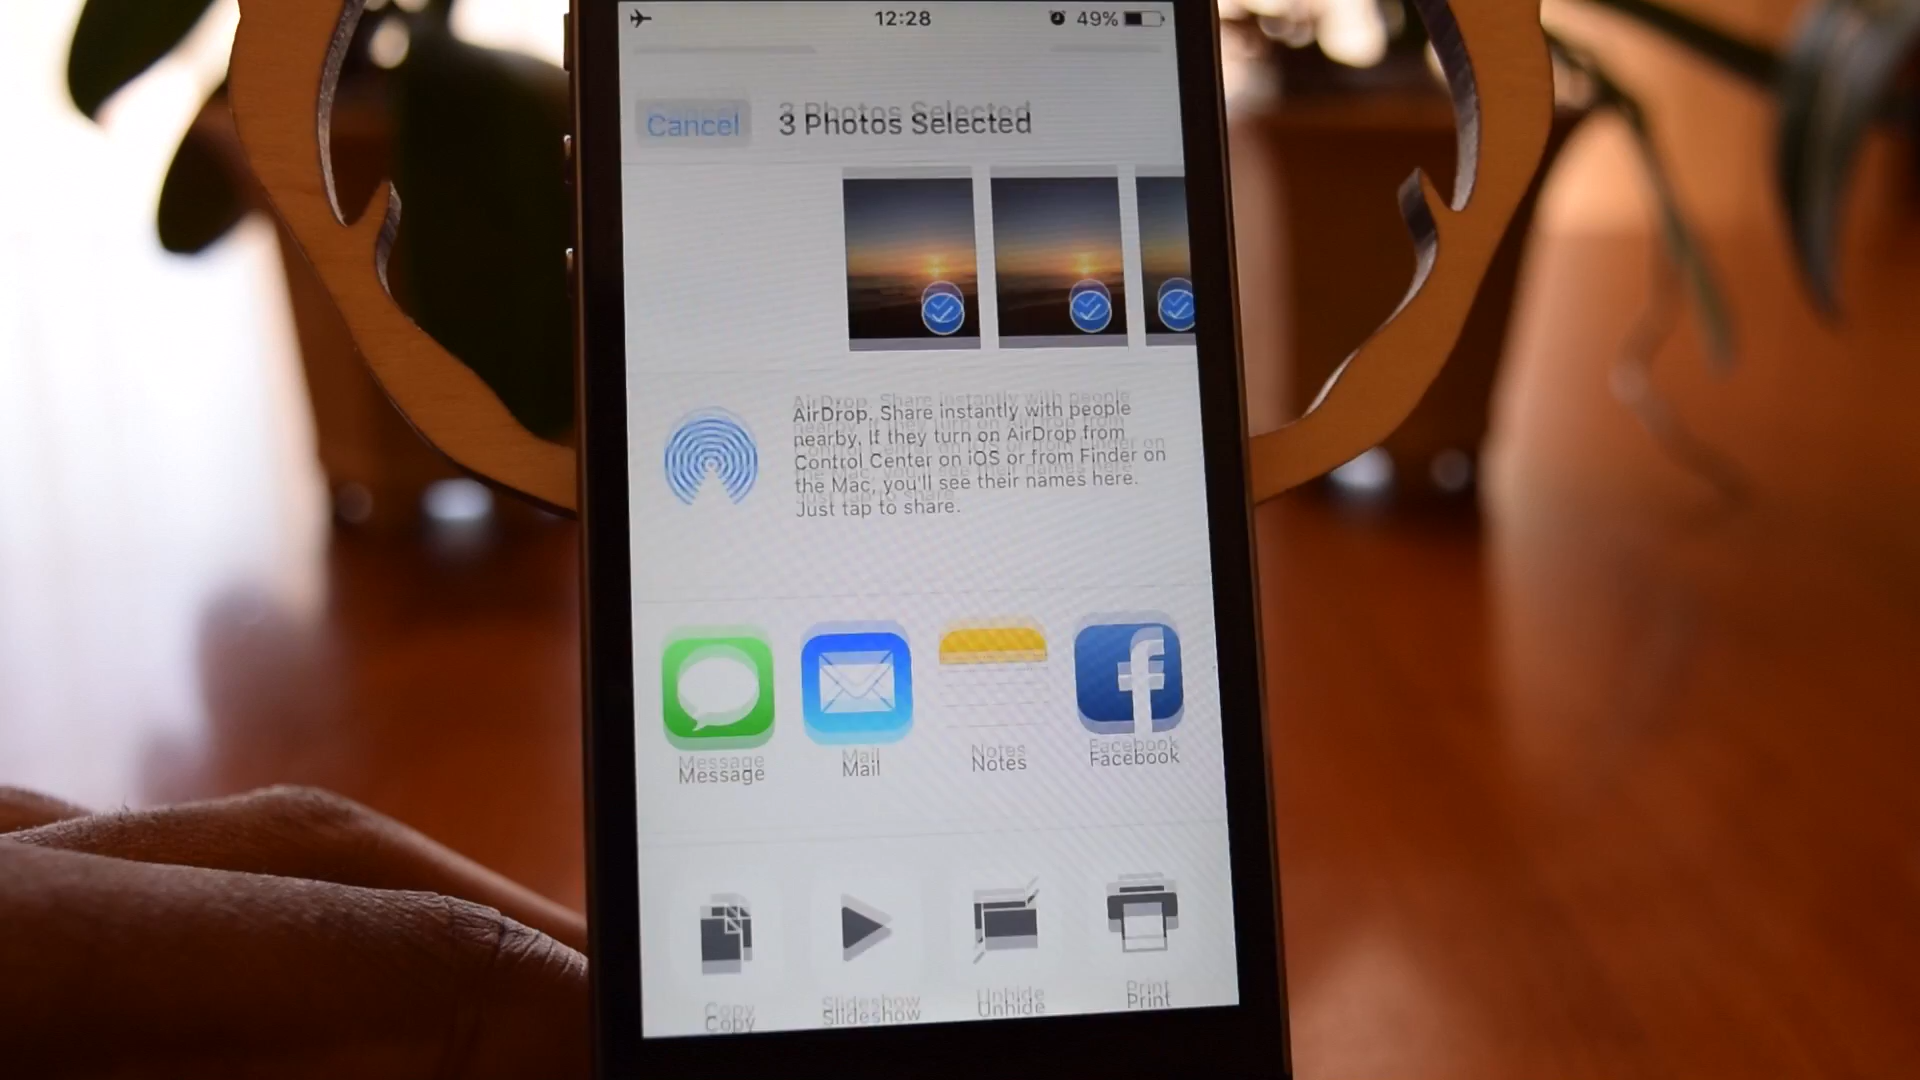 12:28
49%
Cancel
3 Photos Selected
AirDrop. Share instantly with people
nearby. If they turn on AirDrop from
Control Center on iOS or from Finder on
the Mac, you'll see their names here.
Just tap to share.
Message
Mail
Notes
Facebook
Copy
Slideshow
Unhide
Print